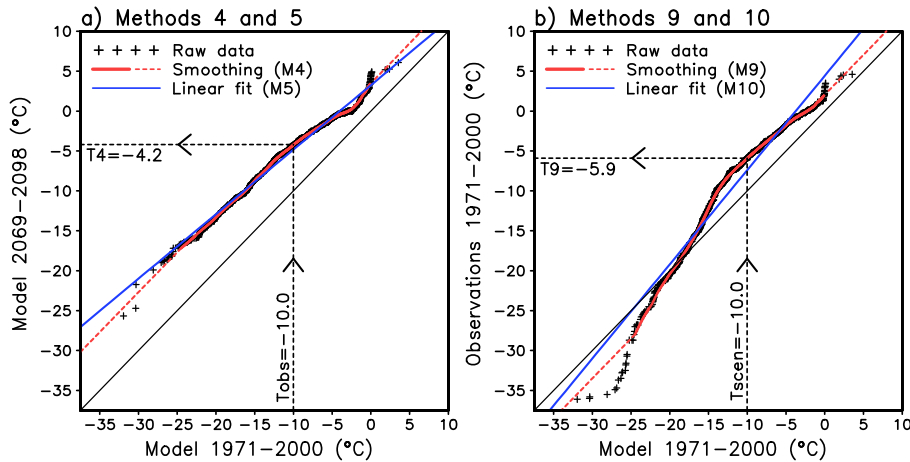 a) Methods 4 and 5
10
5
0
−5
−10
−15
−20
−25
−30
−35
Model 2069−2098 (°C)
++++ Raw data
Smoothing (M4)
Linear fit (M5)
T4=−4.2
Tobs=−10.0
−35 −30 −25 −20 −15 −10 −5 0 5 10
Model 1971−2000 (°C)
b) Methods 9 and 10
10
5
0
−5
−10
−15
−20
−25
−30
−35
Observations 1971−2000 (°C)
++++ Raw data
Smoothing (M9)
Linear fit (M10)
T9=−5.9
Tscen=−10.0
−35 −30 −25 −20 −15 −10 −5 0 5 10
Model 1971−2000 (°C)